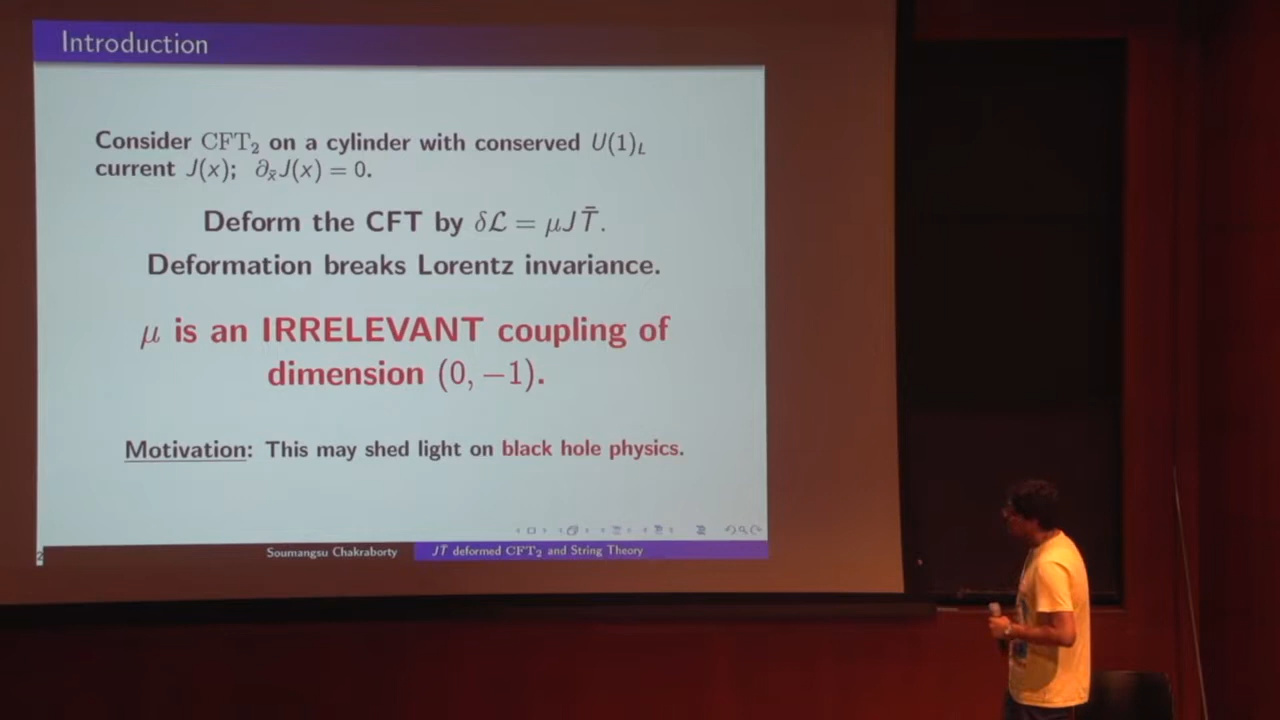 Introduction
Consider CFT₂ on a cylinder with conserved U(1)_L
current J(x); ∂_x̄ J(x) = 0.
Deform the CFT by δℒ = μJT̄.
Deformation breaks Lorentz invariance.
μ is an IRRELEVANT coupling of
dimension (0, −1).
Motivation: This may shed light on black hole physics.
2
Soumangsu Chakraborty
JT̄ deformed CFT₂ and String Theory